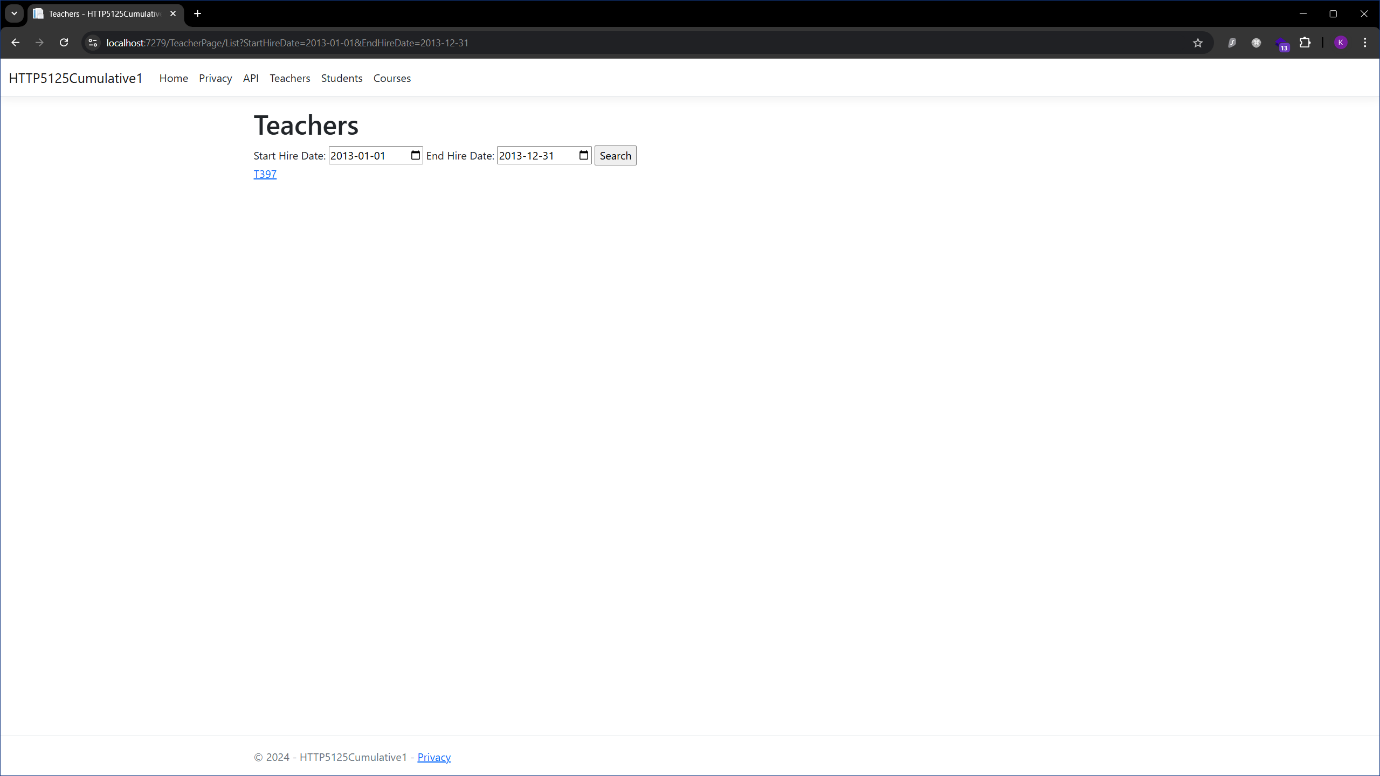 Teachers - HTTP5125Cumulativ
localhost:7279/TeacherPage/List?StartHireDate=2013-01-01&EndHireDate=2013-12-31
13
K
HTTP5125Cumulative1 Home Privacy API Teachers Students Courses
Teachers
Start Hire Date: 2013-01-01 End Hire Date: 2013-12-31 Search
T397
© 2024 - HTTP5125Cumulative1 - Privacy